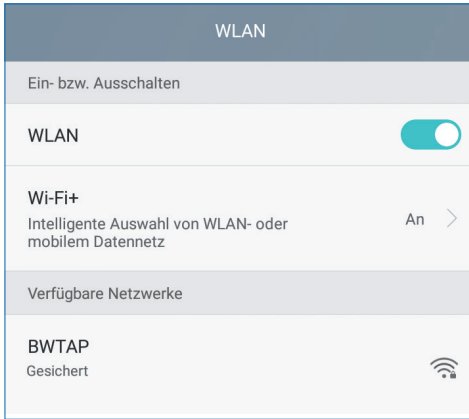 WLAN
Ein- bzw. Ausschalten
WLAN
Wi-Fi+
Intelligente Auswahl von WLAN- oder
mobilem Datennetz
An
Verfügbare Netzwerke
BWTAP
Gesichert